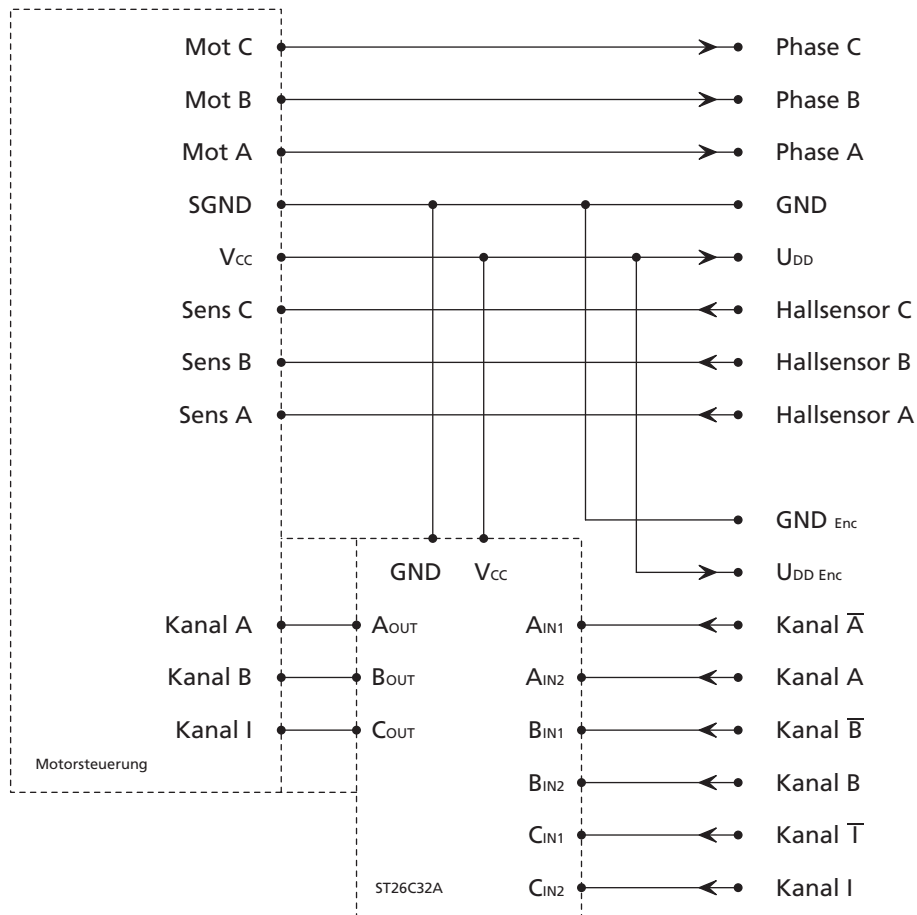 Mot C Phase C
Mot B Phase B
Mot A Phase A
SGND GND
Vcc UDD
Sens C Hallsensor C
Sens B Hallsensor B
Sens A Hallsensor A
GND Enc
UDD Enc
GND Vcc
Kanal A AOUT AIN1 Kanal A̅
Kanal B BOUT AIN2 Kanal A
Kanal I COUT BIN1 Kanal B̅
Motorsteuerung
BIN2 Kanal B
CIN1 Kanal I̅
ST26C32A CIN2 Kanal I